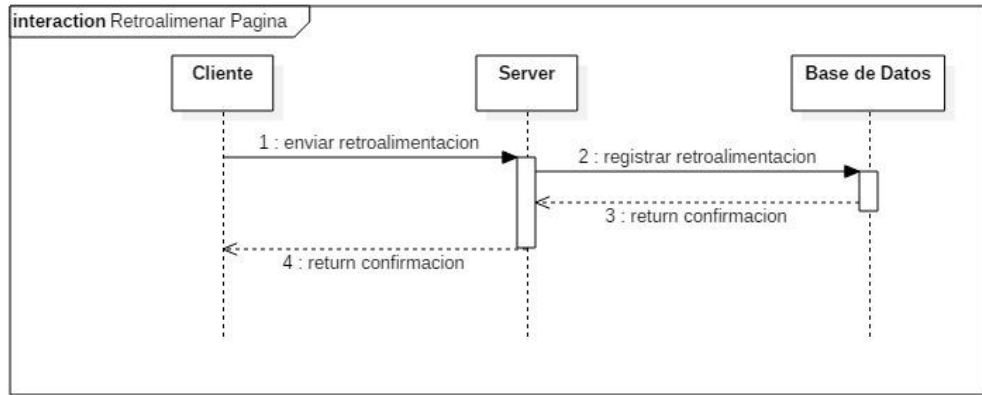 interaction Retroalimenar Pagina
Cliente
Server
Base de Datos
1 : enviar retroalimentacion
2 : registrar retroalimentacion
3 : return confirmacion
4 : return confirmacion